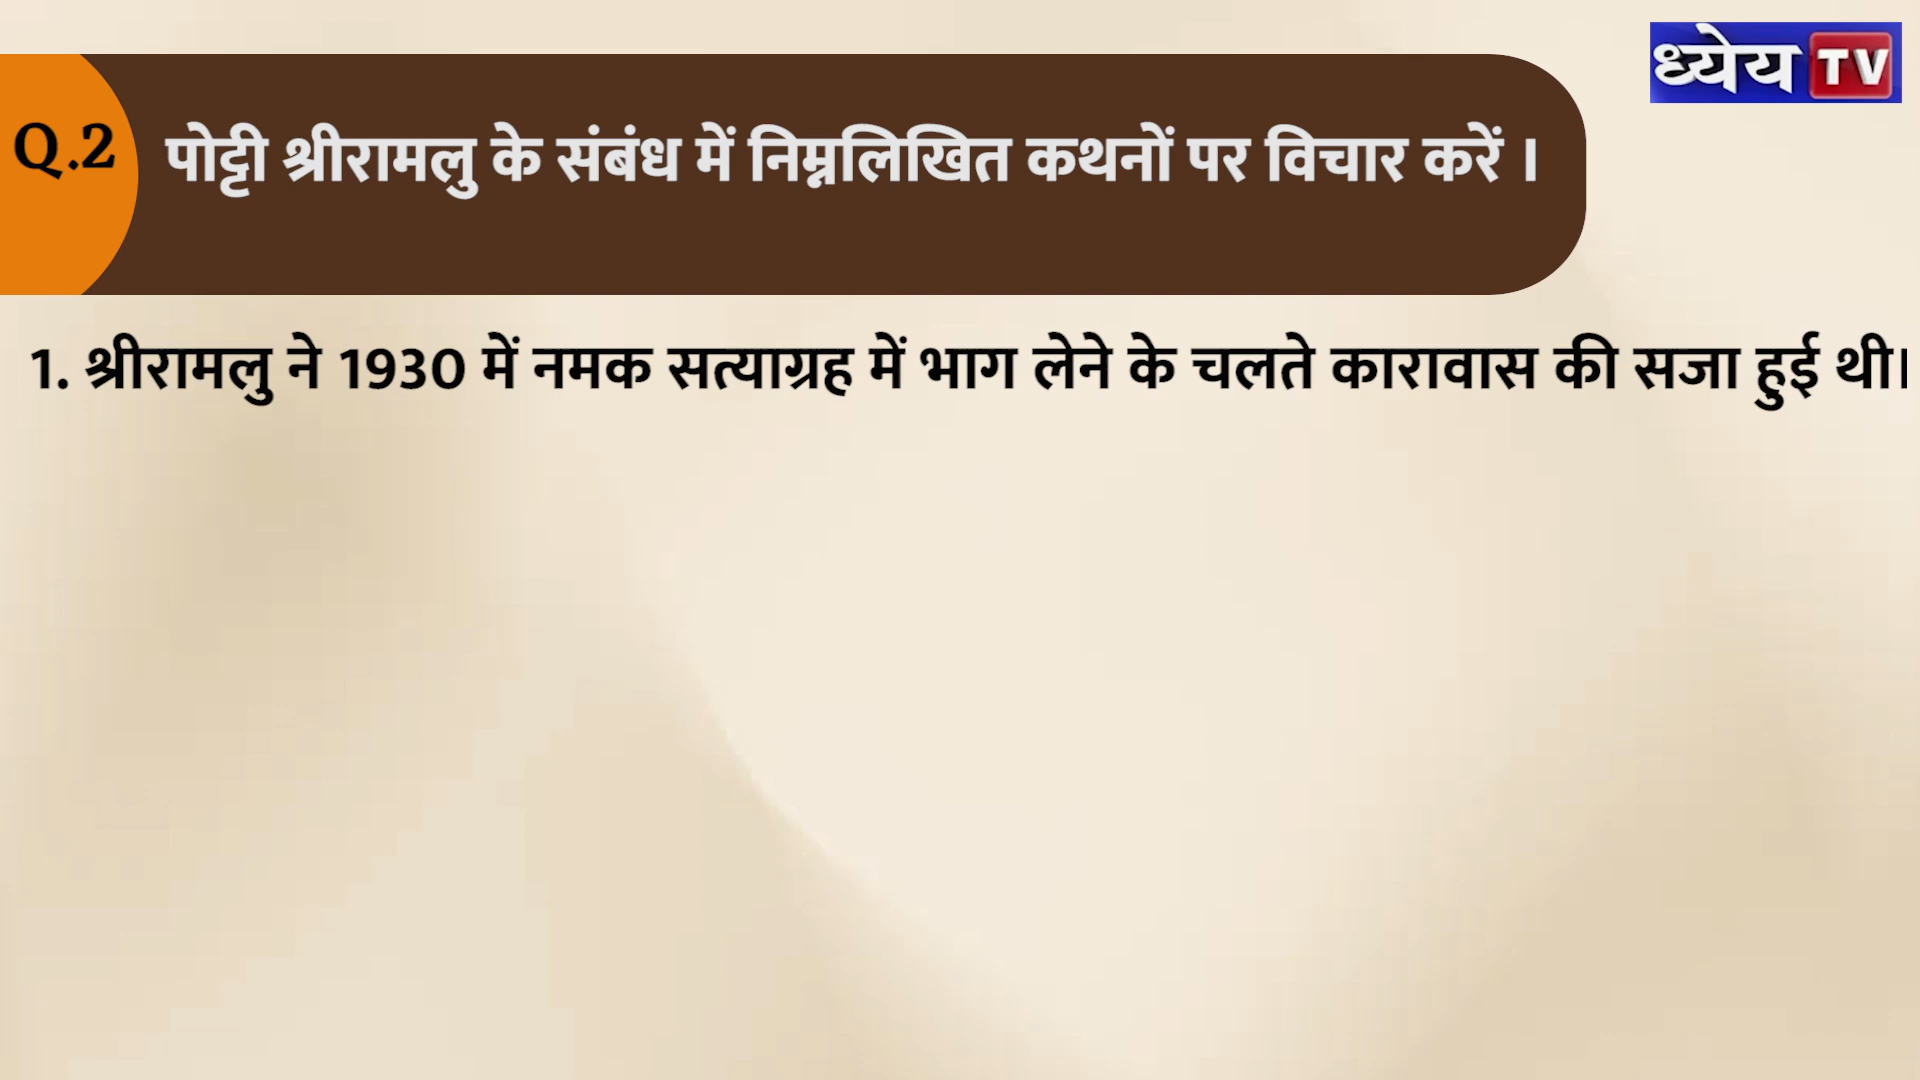 ध्येय TV
Q.2 पोट्टी श्रीरामलु के संबंध में निम्नलिखित कथनों पर विचार करें ।
1. श्रीरामलु ने 1930 में नमक सत्याग्रह में भाग लेने के चलते कारावास की सजा हुई थी।